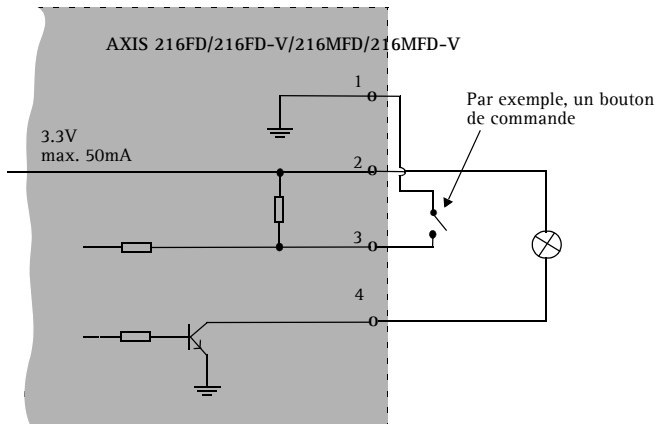 AXIS 216FD/216FD-V/216MFD/216MFD-V
1
Par exemple, un bouton
de commande
3.3V
max. 50mA
2
3
4